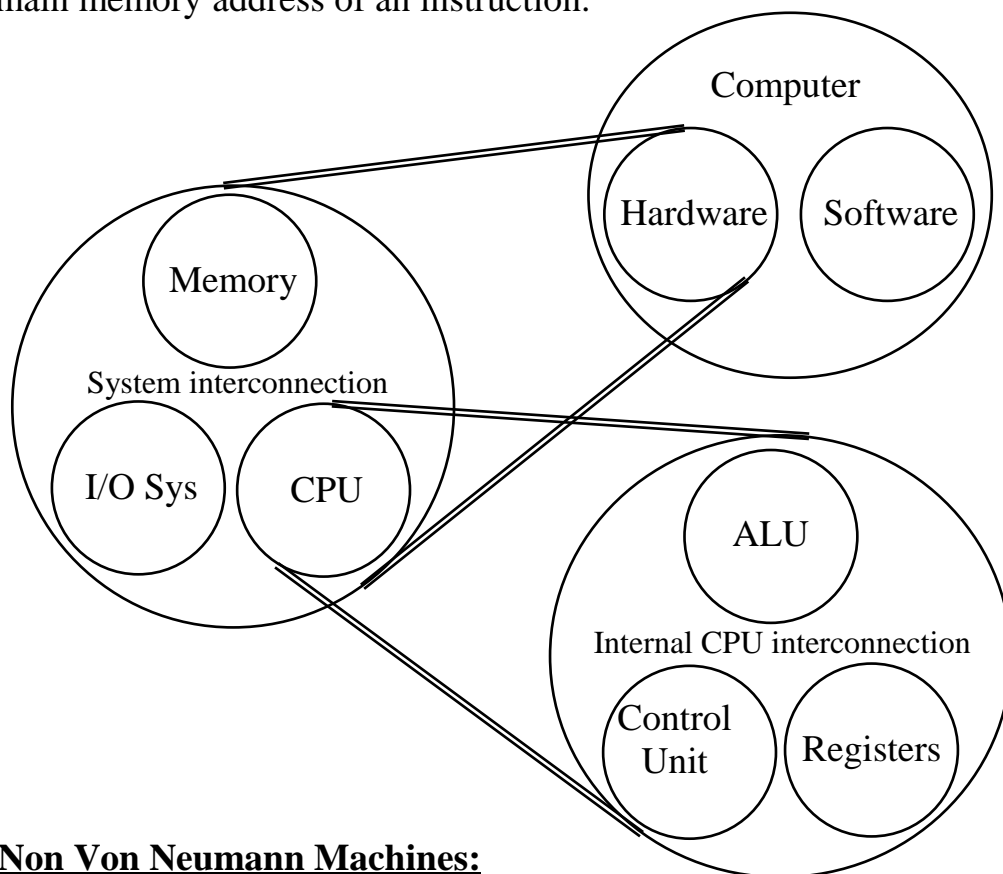 main memory address of an instruction.
Computer
Hardware Software
Memory
System interconnection
I/O Sys CPU
ALU
Internal CPU interconnection
Control
Unit
Registers
Non Von Neumann Machines: